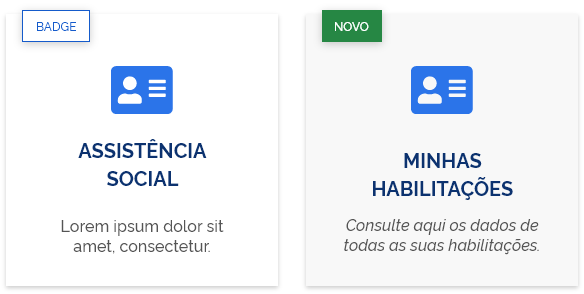 BADGE
ASSISTÊNCIA
SOCIAL
Lorem ipsum dolor sit
amet, consectetur.
NOVO
MINHAS
HABILITAÇÕES
Consulte aqui os dados de
todas as suas habilitações.